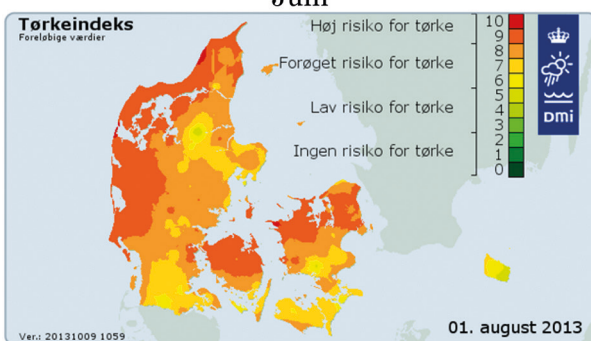 Juli
Tørkeindeks
Foreløbige værdier
Høj risiko for tørke
Forøget risiko for tørke
Lav risiko for tørke
Ingen risiko for tørke
10
9
8
7
6
5
4
3
2
1
0
DMI
01. august 2013
Ver.: 20131009 1059